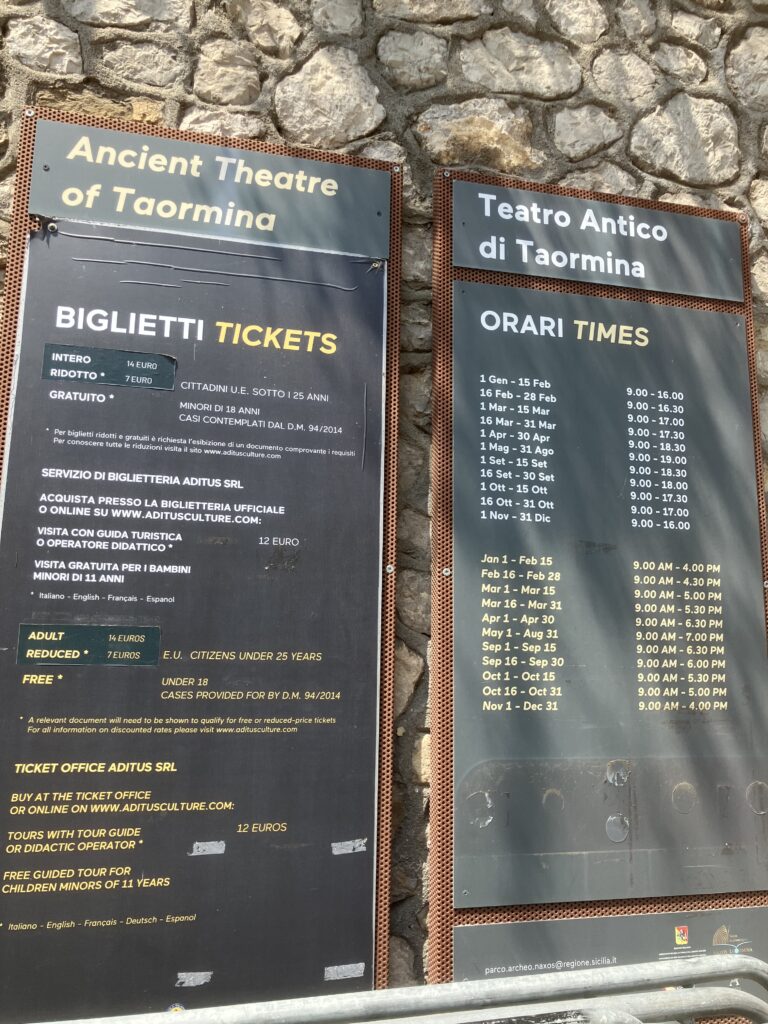 Ancient Theatre
of Taormina
BIGLIETTI TICKETS
INTERO 14 EURO
RIDOTTO * 7 EURO CITTADINI U.E. SOTTO I 25 ANNI
GRATUITO * MINORI DI 18 ANNI
CASI CONTEMPLATI DAL D.M. 94/2014
* Per biglietti ridotti e gratuiti è richiesta l'esibizione di un documento comprovante i requisiti
Per conoscere tutte le riduzioni visita il sito www.aditusculture.com
SERVIZIO DI BIGLIETTERIA ADITUS SRL
ACQUISTA PRESSO LA BIGLIETTERIA UFFICIALE
O ONLINE SU WWW.ADITUSCULTURE.COM:
VISITA CON GUIDA TURISTICA 12 EURO
O OPERATORE DIDATTICO *
VISITA GRATUITA PER I BAMBINI
MINORI DI 11 ANNI
* Italiano - English - Français - Espanol
ADULT 14 EUROS
REDUCED * 7 EUROS E.U. CITIZENS UNDER 25 YEARS
FREE * UNDER 18
CASES PROVIDED FOR BY D.M. 94/2014
* A relevant document will need to be shown to qualify for free or reduced-price tickets
For all information on discounted rates please visit www.aditusculture.com
TICKET OFFICE ADITUS SRL
BUY AT THE TICKET OFFICE
OR ONLINE ON WWW.ADITUSCULTURE.COM:
TOURS WITH TOUR GUIDE 12 EUROS
OR DIDACTIC OPERATOR *
FREE GUIDED TOUR FOR
CHILDREN MINORS OF 11 YEARS
* Italiano - English - Français - Deutsch - Espanol
Teatro Antico
di Taormina
ORARI TIMES
1 Gen - 15 Feb 9.00 - 16.00
16 Feb - 28 Feb 9.00 - 16.30
1 Mar - 15 Mar 9.00 - 17.00
16 Mar - 31 Mar 9.00 - 17.30
1 Apr - 30 Apr 9.00 - 18.30
1 Mag - 31 Ago 9.00 - 19.00
1 Set - 15 Set 9.00 - 18.30
16 Set - 30 Set 9.00 - 18.00
1 Ott - 15 Ott 9.00 - 17.30
16 Ott - 31 Ott 9.00 - 17.00
1 Nov - 31 Dic 9.00 - 16.00
Jan 1 - Feb 15 9.00 AM - 4.00 PM
Feb 16 - Feb 28 9.00 AM - 4.30 PM
Mar 1 - Mar 15 9.00 AM - 5.00 PM
Mar 16 - Mar 31 9.00 AM - 5.30 PM
Apr 1 - Apr 30 9.00 AM - 6.30 PM
May 1 - Aug 31 9.00 AM - 7.00 PM
Sep 1 - Sep 15 9.00 AM - 6.30 PM
Sep 16 - Sep 30 9.00 AM - 6.00 PM
Oct 1 - Oct 15 9.00 AM - 5.30 PM
Oct 16 - Oct 31 9.00 AM - 5.00 PM
Nov 1 - Dec 31 9.00 AM - 4.00 PM
parco.archeo.naxos@regione.sicilia.it